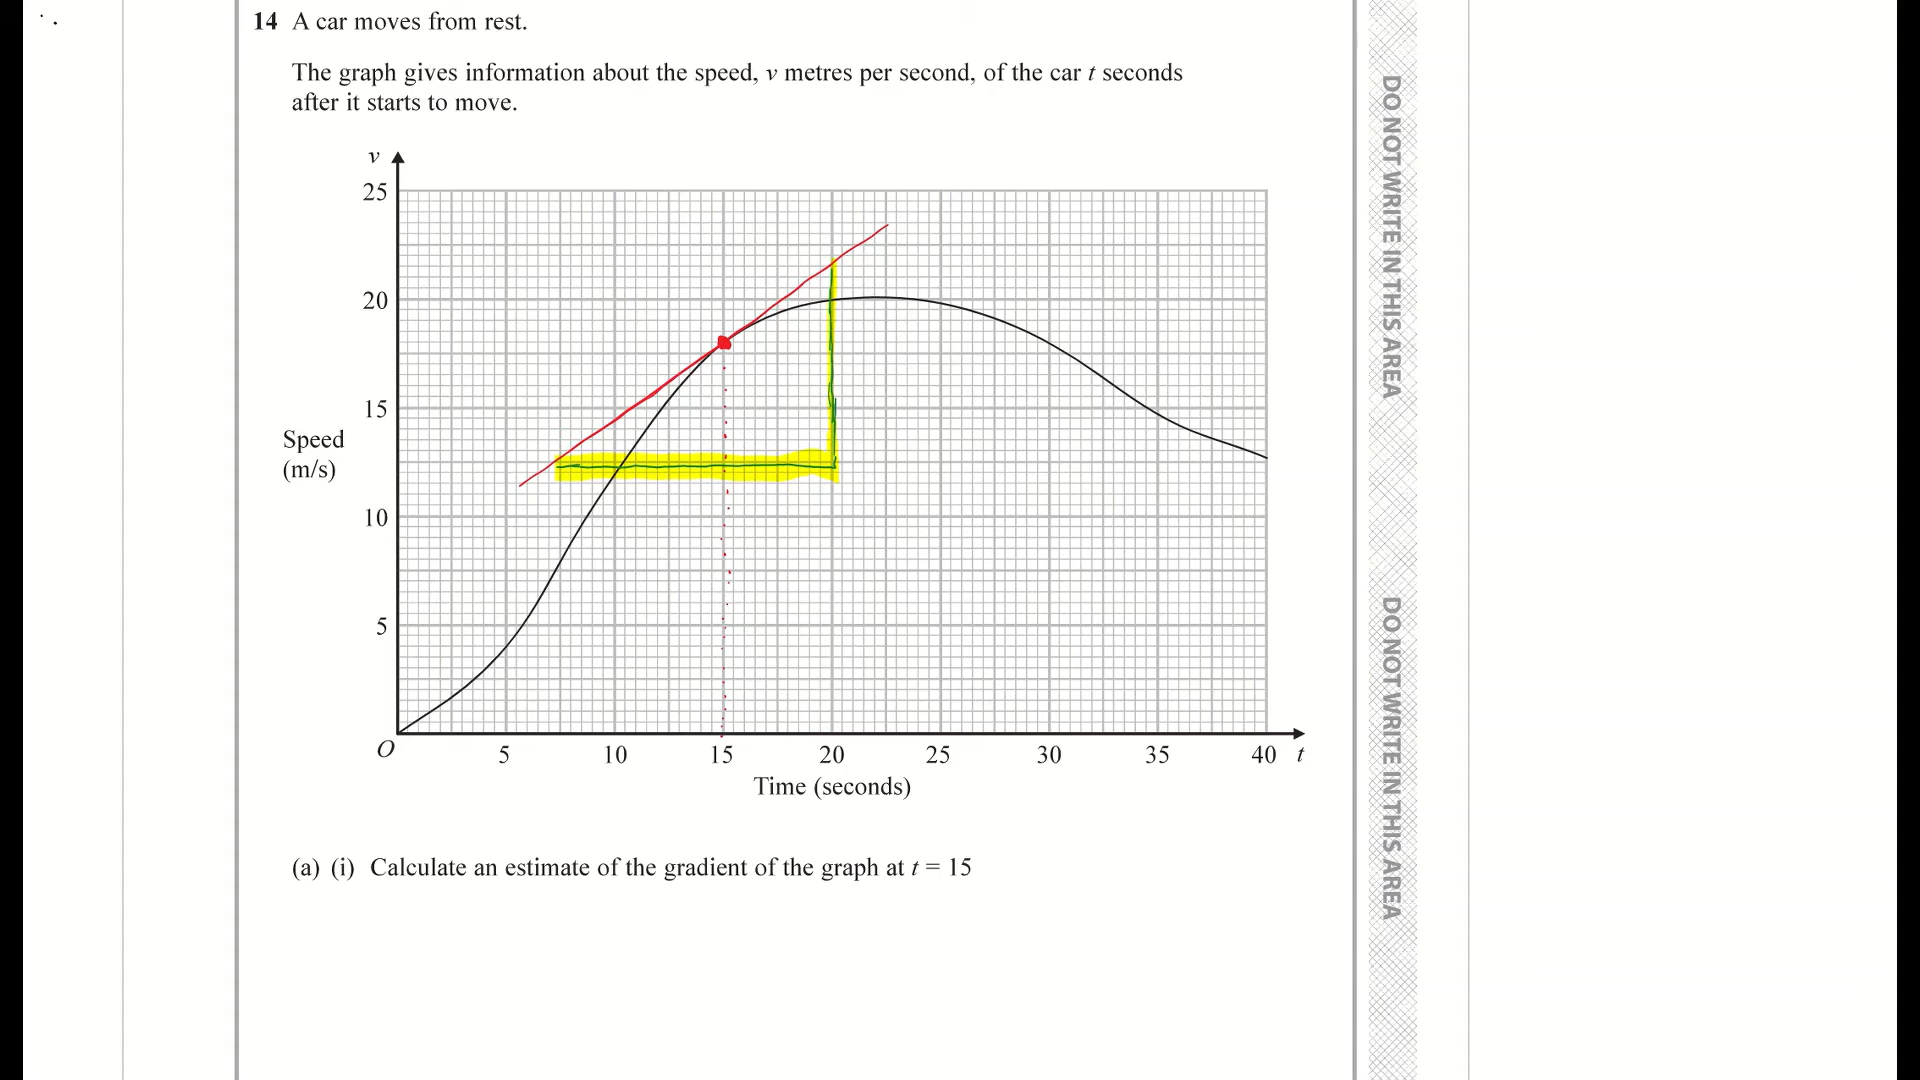 14 A car moves from rest.
The graph gives information about the speed, v metres per second, of the car t seconds
after it starts to move.
v
25
20
15
Speed
(m/s)
10
5
O
5 10 15 20 25 30 35 40 t
Time (seconds)
(a) (i) Calculate an estimate of the gradient of the graph at t = 15
DO NOT WRITE IN THIS AREA
DO NOT WRITE IN THIS AREA